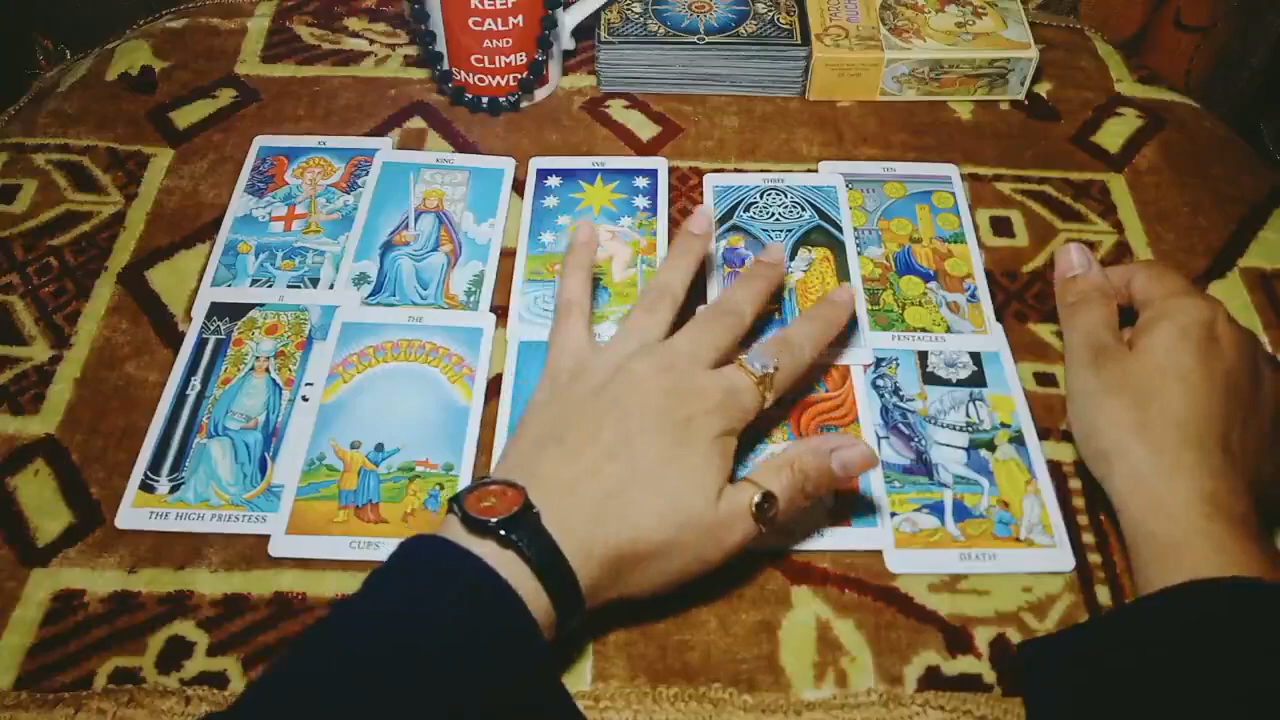 KEEP
CALM
AND
CLIMB
SNOWD
XX
KING
XVII
THREE
TEN
II
THE
PENTACLES
B
THE HIGH PRIESTESS
CUPS
DEATH